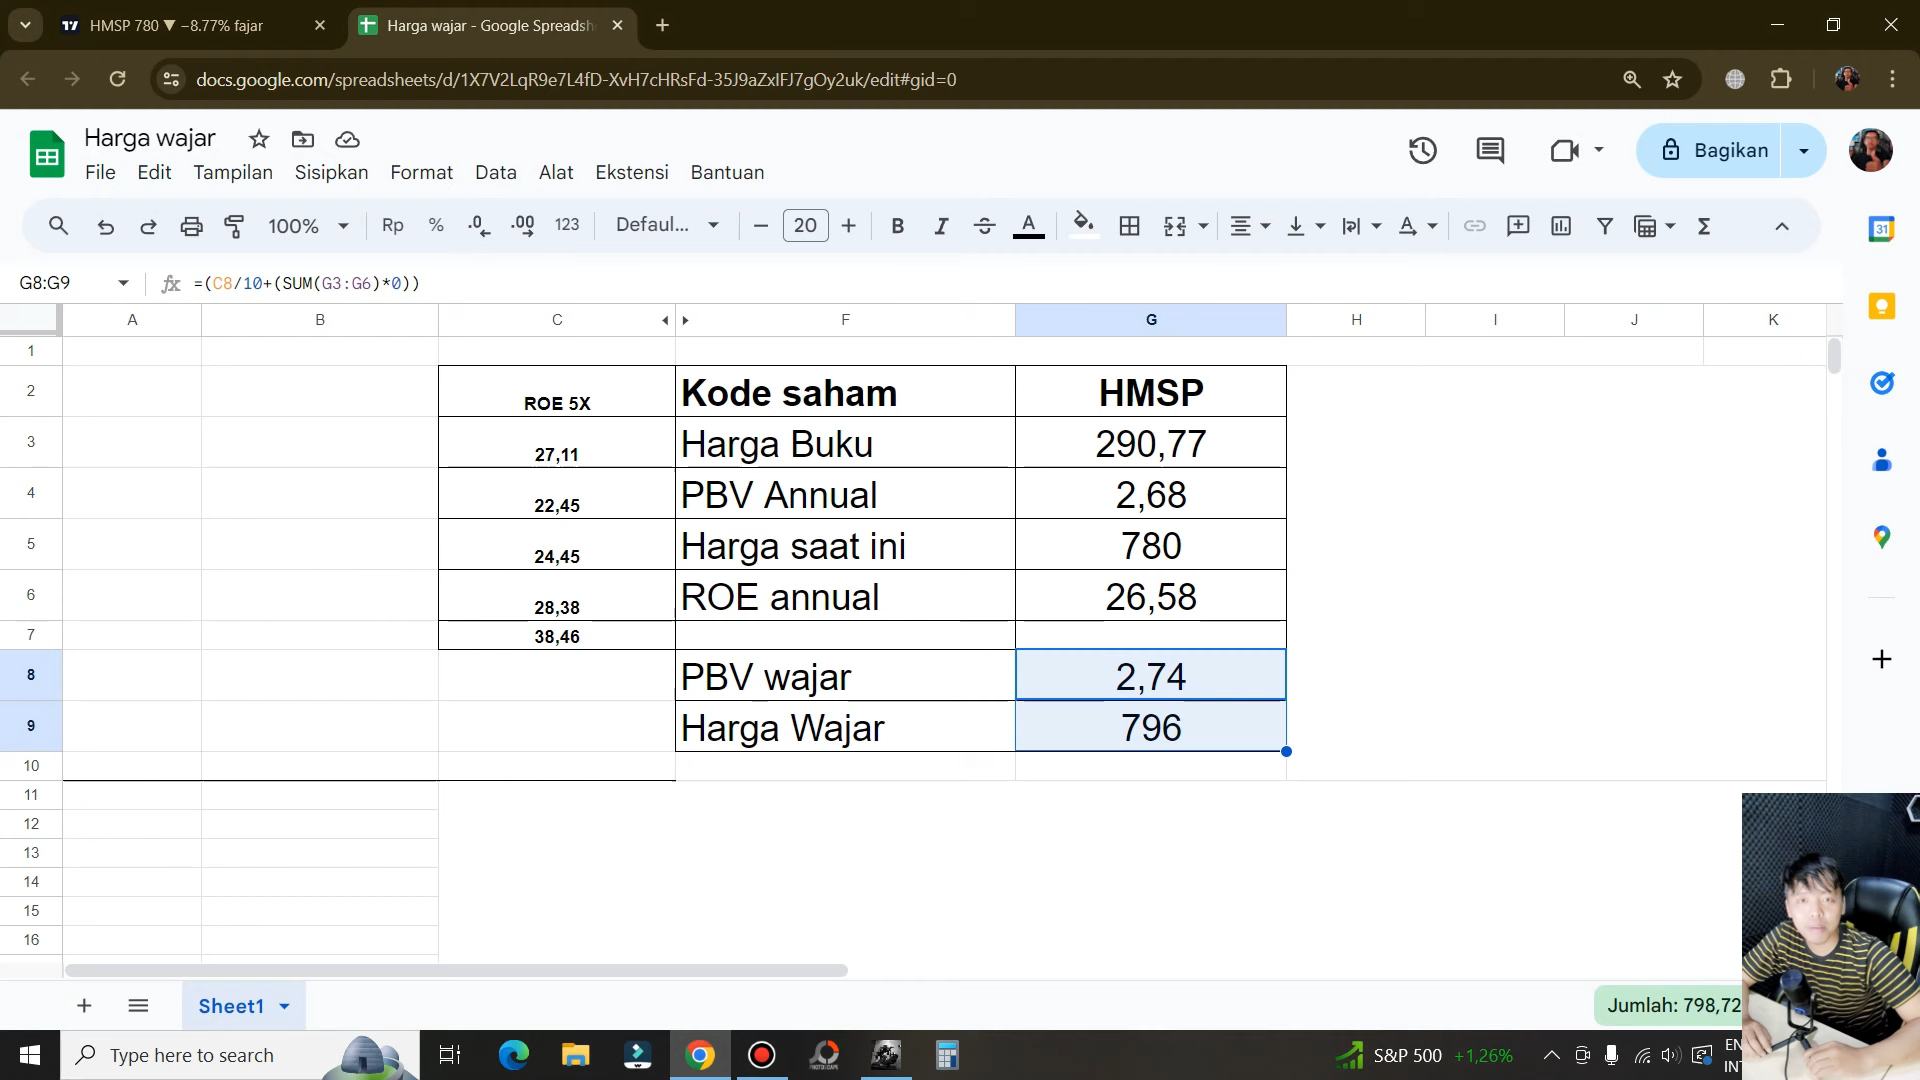 HMSP 780 ▼ −8.77% fajar
Harga wajar - Google Spreadsh
docs.google.com/spreadsheets/d/1X7V2LqR9e7L4fD-XvH7cHRsFd-35J9aZxIFJ7gOy2uk/edit#gid=0
Harga wajar
File Edit Tampilan Sisipkan Format Data Alat Ekstensi Bantuan
Bagikan
100% Rp % .0 .00 123 Defaul... 20 B I A Σ
31
G8:G9 fx =(C8/10+(SUM(G3:G6)*0))
A B C F G H I J K
1
2 ROE 5X Kode saham HMSP
3 27,11 Harga Buku 290,77
4 22,45 PBV Annual 2,68
5 24,45 Harga saat ini 780
6 28,38 ROE annual 26,58
7 38,46
8 PBV wajar 2,74
9 Harga Wajar 796
10
11
12
13
14
15
16
Sheet1
Jumlah: 798,72
Type here to search
S&P 500 +1,26%